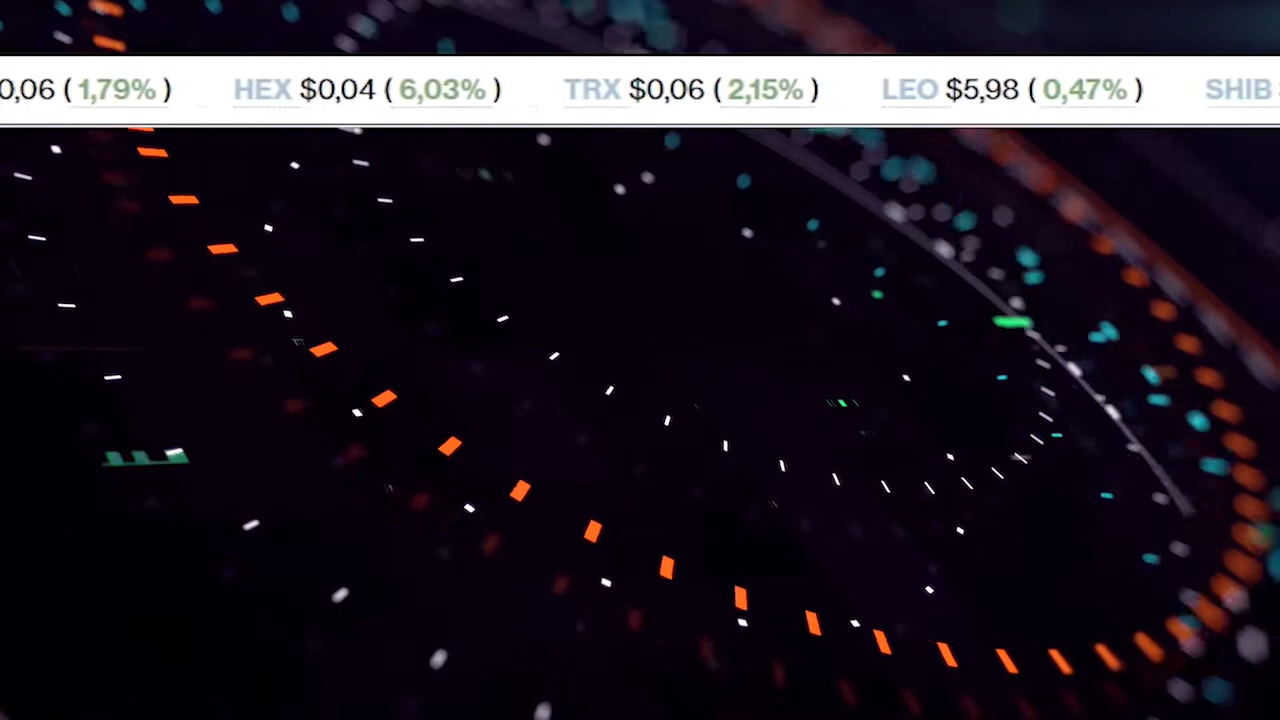 0,06 ( 1,79% ) HEX $0,04 ( 6,03% ) TRX $0,06 ( 2,15% ) LEO $5,98 ( 0,47% ) SHIB